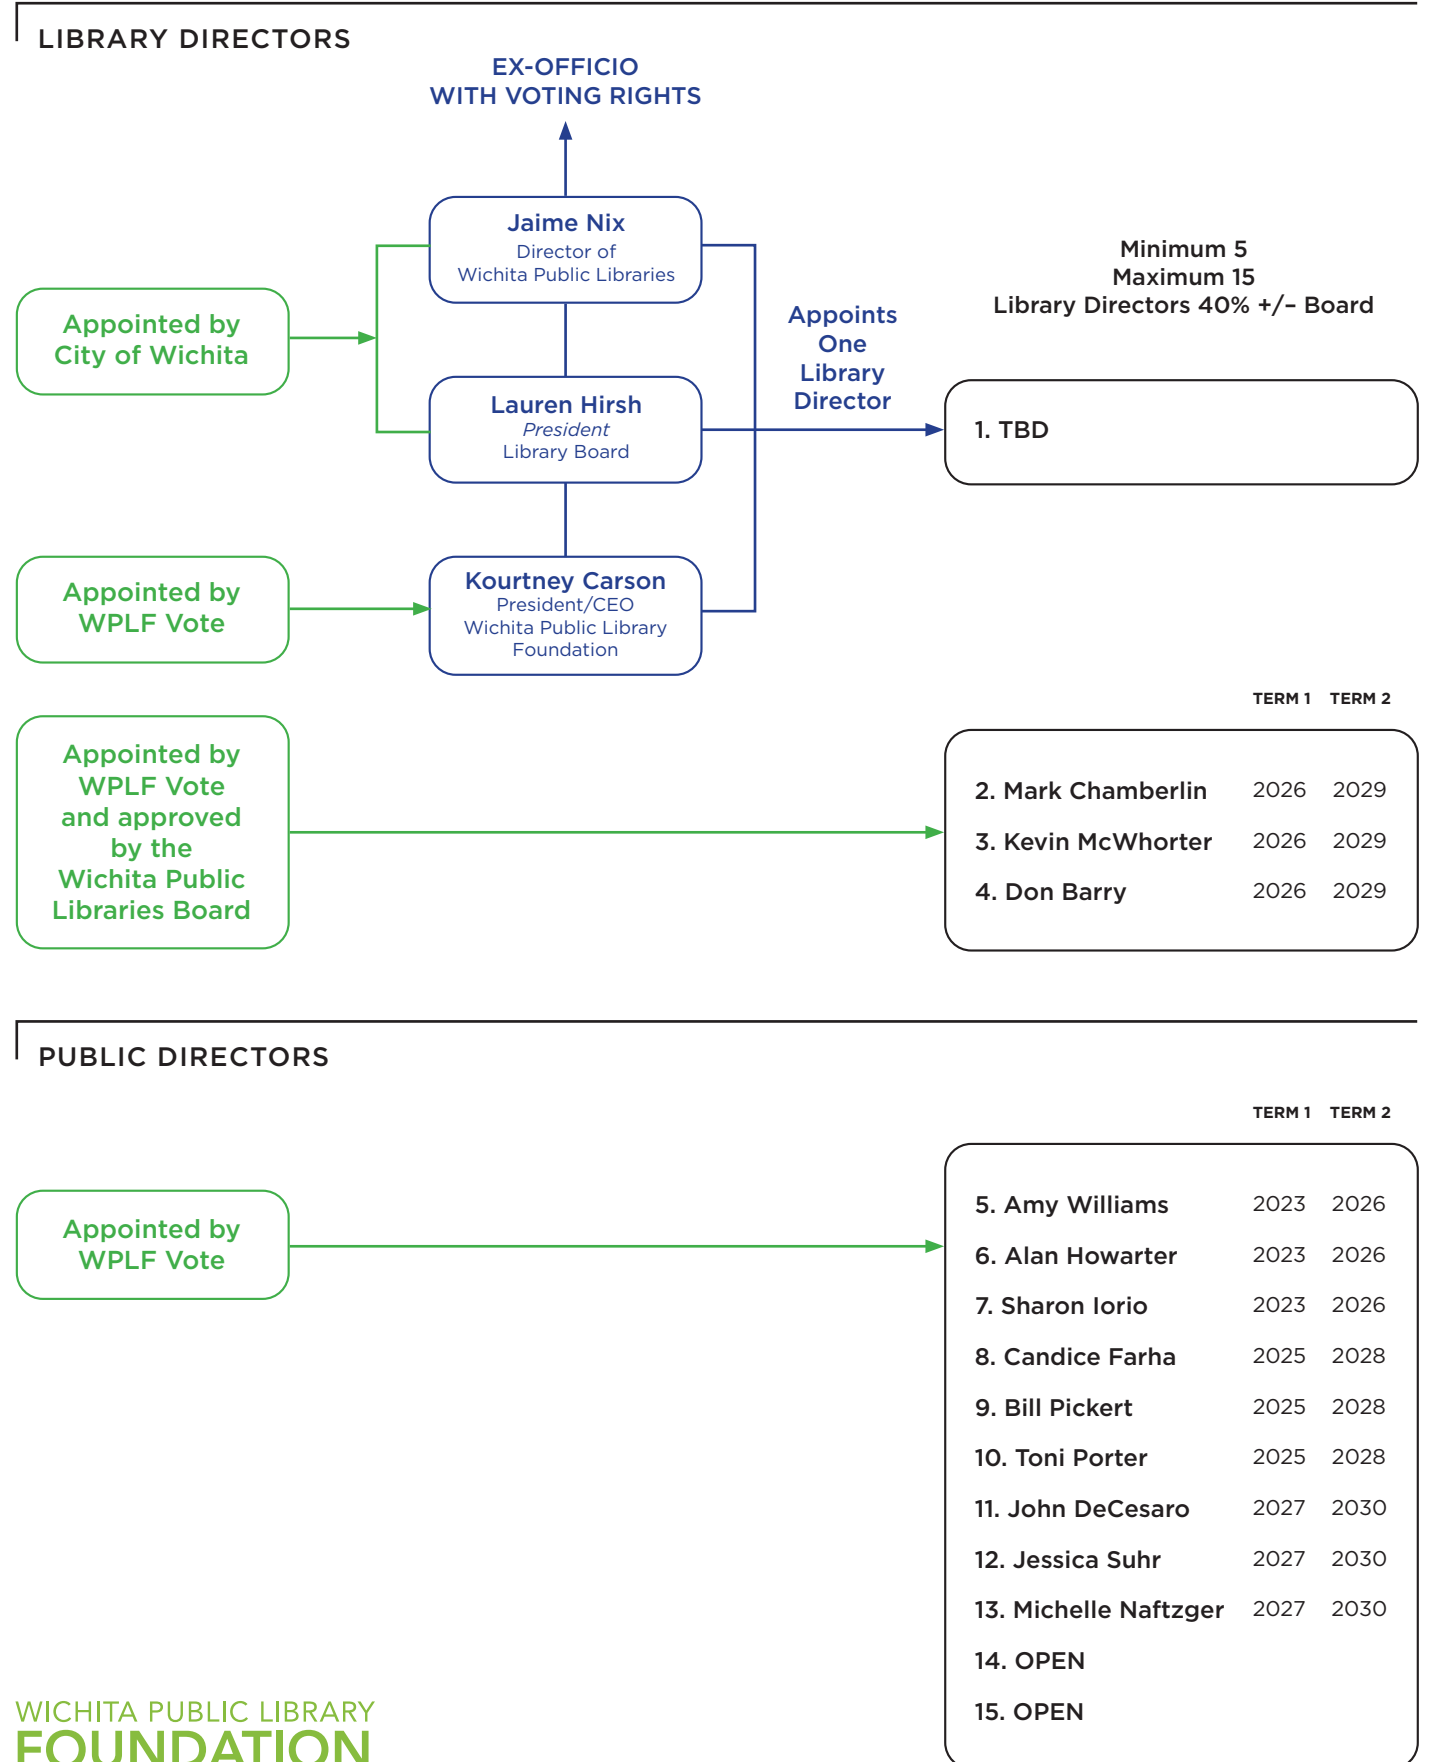 LIBRARY DIRECTORS
EX-OFFICIO
WITH VOTING RIGHTS
Jaime Nix
Director of
Wichita Public Libraries
Minimum 5
Maximum 15
Library Directors 40% +/– Board
Appointed by
City of Wichita
Appoints
One
Library
Director
Lauren Hirsh
President
Library Board
1. TBD
Appointed by
WPLF Vote
Kourtney Carson
President/CEO
Wichita Public Library
Foundation
TERM 1 TERM 2
Appointed by
WPLF Vote
and approved
by the
Wichita Public
Libraries Board
2. Mark Chamberlin 2026 2029
3. Kevin McWhorter 2026 2029
4. Don Barry 2026 2029
PUBLIC DIRECTORS
TERM 1 TERM 2
Appointed by
WPLF Vote
5. Amy Williams 2023 2026
6. Alan Howarter 2023 2026
7. Sharon Iorio 2023 2026
8. Candice Farha 2025 2028
9. Bill Pickert 2025 2028
10. Toni Porter 2025 2028
11. John DeCesaro 2027 2030
12. Jessica Suhr 2027 2030
13. Michelle Naftzger 2027 2030
14. OPEN
15. OPEN
WICHITA PUBLIC LIBRARY
FOUNDATION